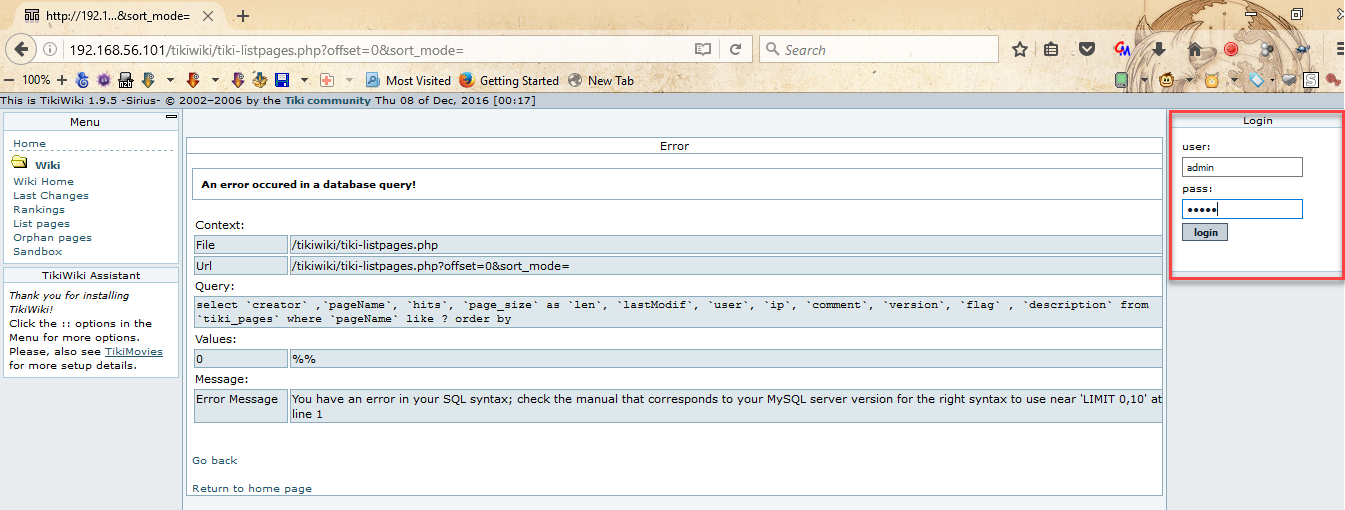 http://192.1...&sort_mode=
192.168.56.101/tikiwiki/tiki-listpages.php?offset=0&sort_mode=
Search
100%
Most Visited
Getting Started
New Tab
This is TikiWiki 1.9.5 -Sirius- © 2002–2006 by the Tiki community Thu 08 of Dec, 2016 [00:17]
Menu
Home
Wiki
Wiki Home
Last Changes
Rankings
List pages
Orphan pages
Sandbox
TikiWiki Assistant
Thank you for installing
TikiWiki!
Click the :: options in the
Menu for more options.
Please, also see TikiMovies
for more setup details.
Error
An error occured in a database query!
Context:
File /tikiwiki/tiki-listpages.php
Url /tikiwiki/tiki-listpages.php?offset=0&sort_mode=
Query:
select `creator` ,`pageName`, `hits`, `page_size` as `len`, `lastModif`, `user`, `ip`, `comment`, `version`, `flag` , `description` from
`tiki_pages` where `pageName` like ? order by
Values:
0 %%
Message:
Error Message You have an error in your SQL syntax; check the manual that corresponds to your MySQL server version for the right syntax to use near 'LIMIT 0,10' at
line 1
Go back
Return to home page
Login
user:
admin
pass:
•••••
login